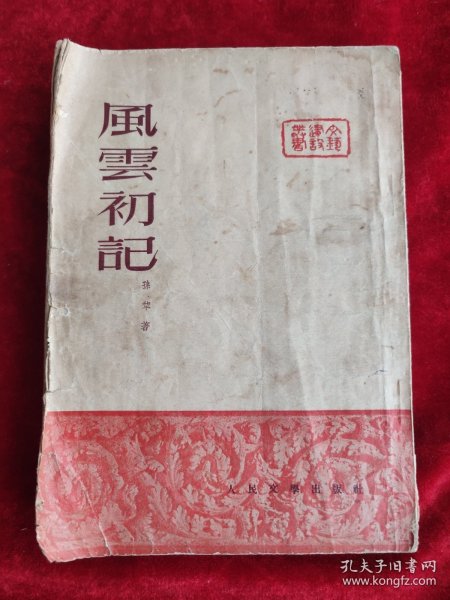 風雲初記
孫犁著
文藝
建設
叢書
人民文學出版社
孔夫子旧书网
www.kongfz.com